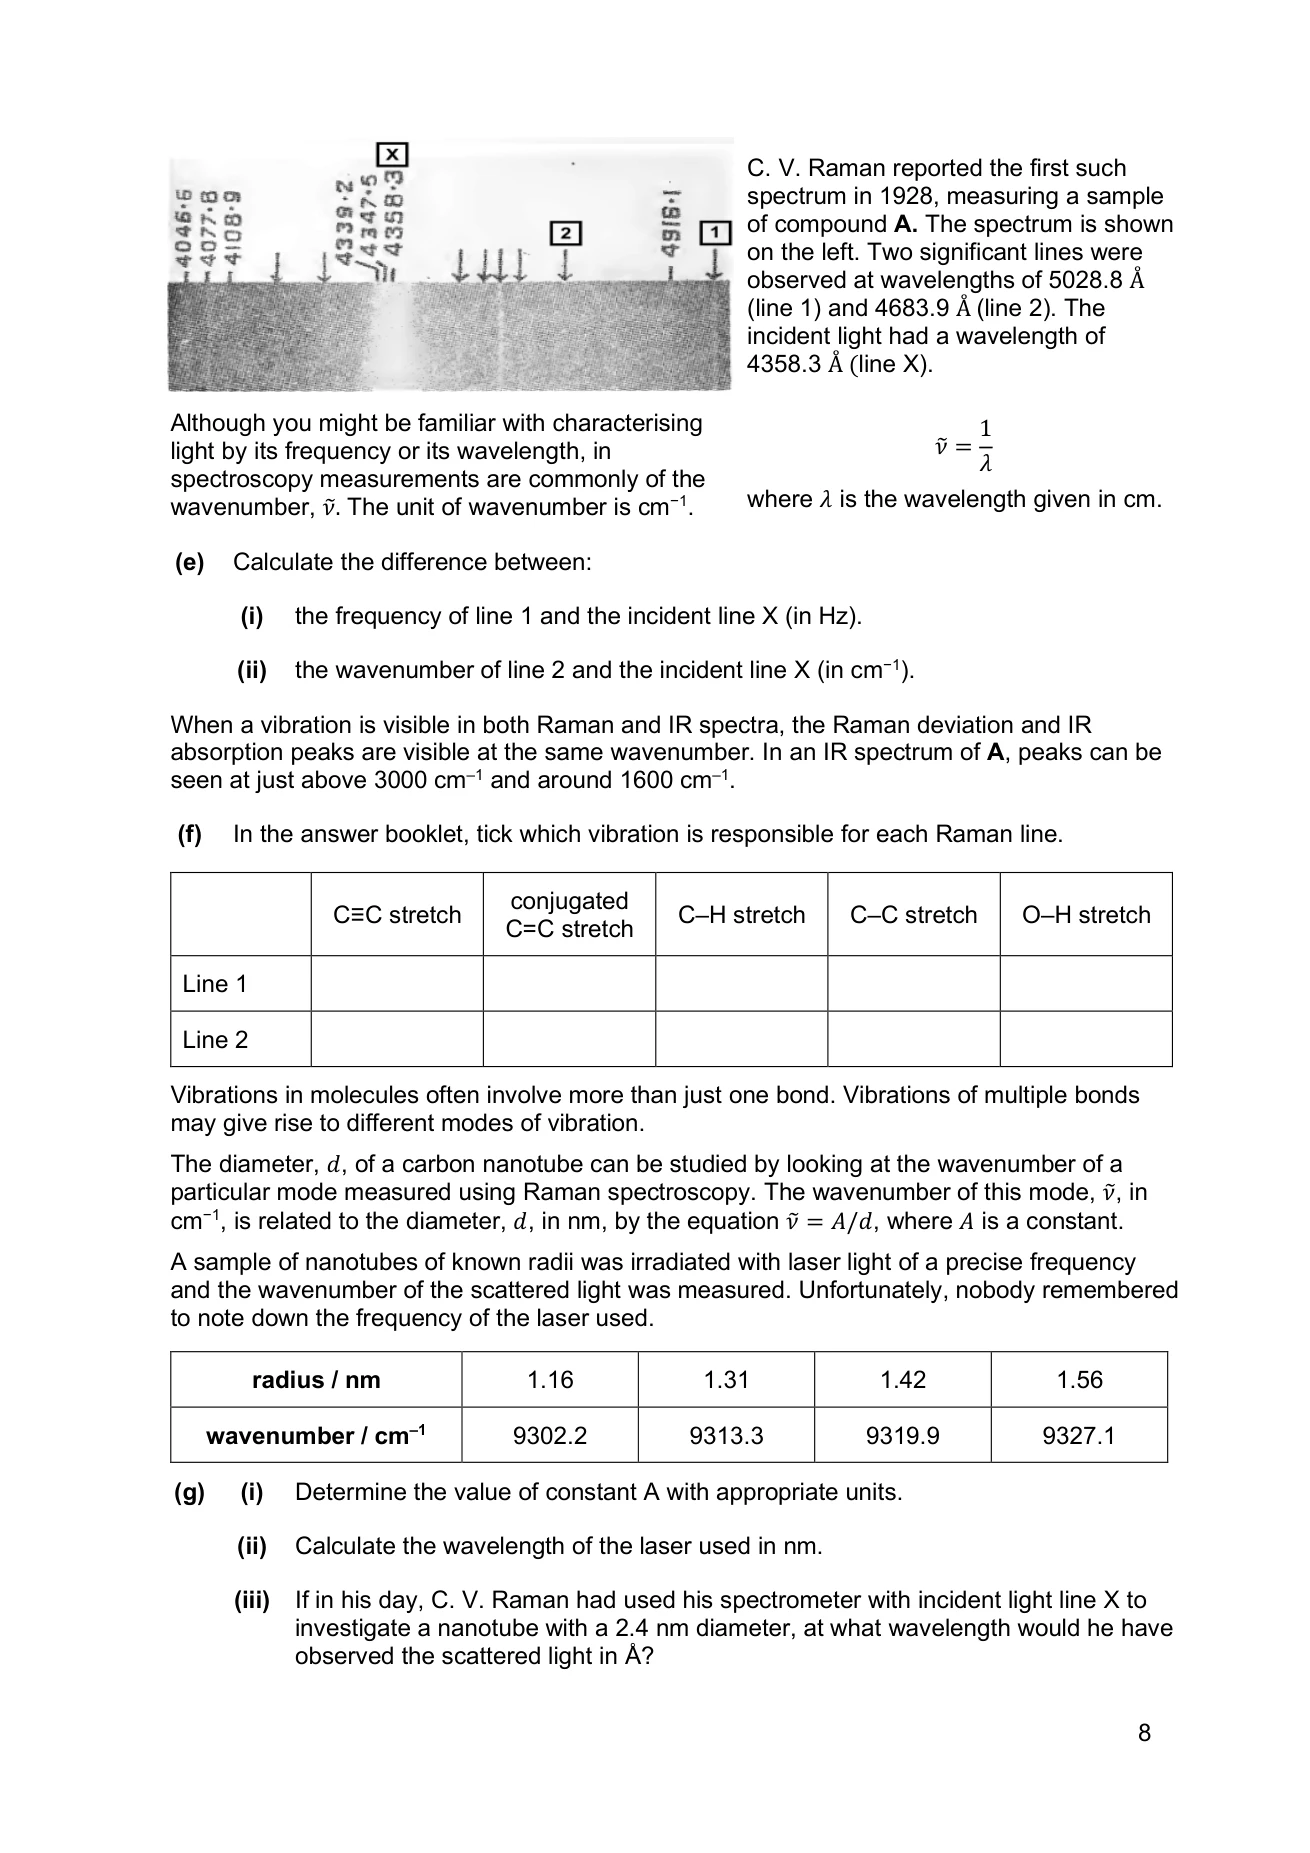 X
4046·6
4077·8
4108·9
4339·2
4347·5
4358·3
2
4916·1
1
C. V. Raman reported the first such
spectrum in 1928, measuring a sample
of compound A. The spectrum is shown
on the left. Two significant lines were
observed at wavelengths of 5028.8 Å
(line 1) and 4683.9 Å (line 2). The
incident light had a wavelength of
4358.3 Å (line X).
Although you might be familiar with characterising
light by its frequency or its wavelength, in
spectroscopy measurements are commonly of the
wavenumber, ν̃. The unit of wavenumber is cm⁻¹.
ν̃ = 1/λ
where λ is the wavelength given in cm.
(e) Calculate the difference between:
(i) the frequency of line 1 and the incident line X (in Hz).
(ii) the wavenumber of line 2 and the incident line X (in cm⁻¹).
When a vibration is visible in both Raman and IR spectra, the Raman deviation and IR
absorption peaks are visible at the same wavenumber. In an IR spectrum of A, peaks can be
seen at just above 3000 cm⁻¹ and around 1600 cm⁻¹.
(f) In the answer booklet, tick which vibration is responsible for each Raman line.
C≡C stretch
conjugated
C=C stretch
C–H stretch
C–C stretch
O–H stretch
Line 1
Line 2
Vibrations in molecules often involve more than just one bond. Vibrations of multiple bonds
may give rise to different modes of vibration.
The diameter, d, of a carbon nanotube can be studied by looking at the wavenumber of a
particular mode measured using Raman spectroscopy. The wavenumber of this mode, ν̃, in
cm⁻¹, is related to the diameter, d, in nm, by the equation ν̃ = A/d, where A is a constant.
A sample of nanotubes of known radii was irradiated with laser light of a precise frequency
and the wavenumber of the scattered light was measured. Unfortunately, nobody remembered
to note down the frequency of the laser used.
radius / nm 1.16 1.31 1.42 1.56
wavenumber / cm⁻¹ 9302.2 9313.3 9319.9 9327.1
(g) (i) Determine the value of constant A with appropriate units.
(ii) Calculate the wavelength of the laser used in nm.
(iii) If in his day, C. V. Raman had used his spectrometer with incident light line X to
investigate a nanotube with a 2.4 nm diameter, at what wavelength would he have
observed the scattered light in Å?
8